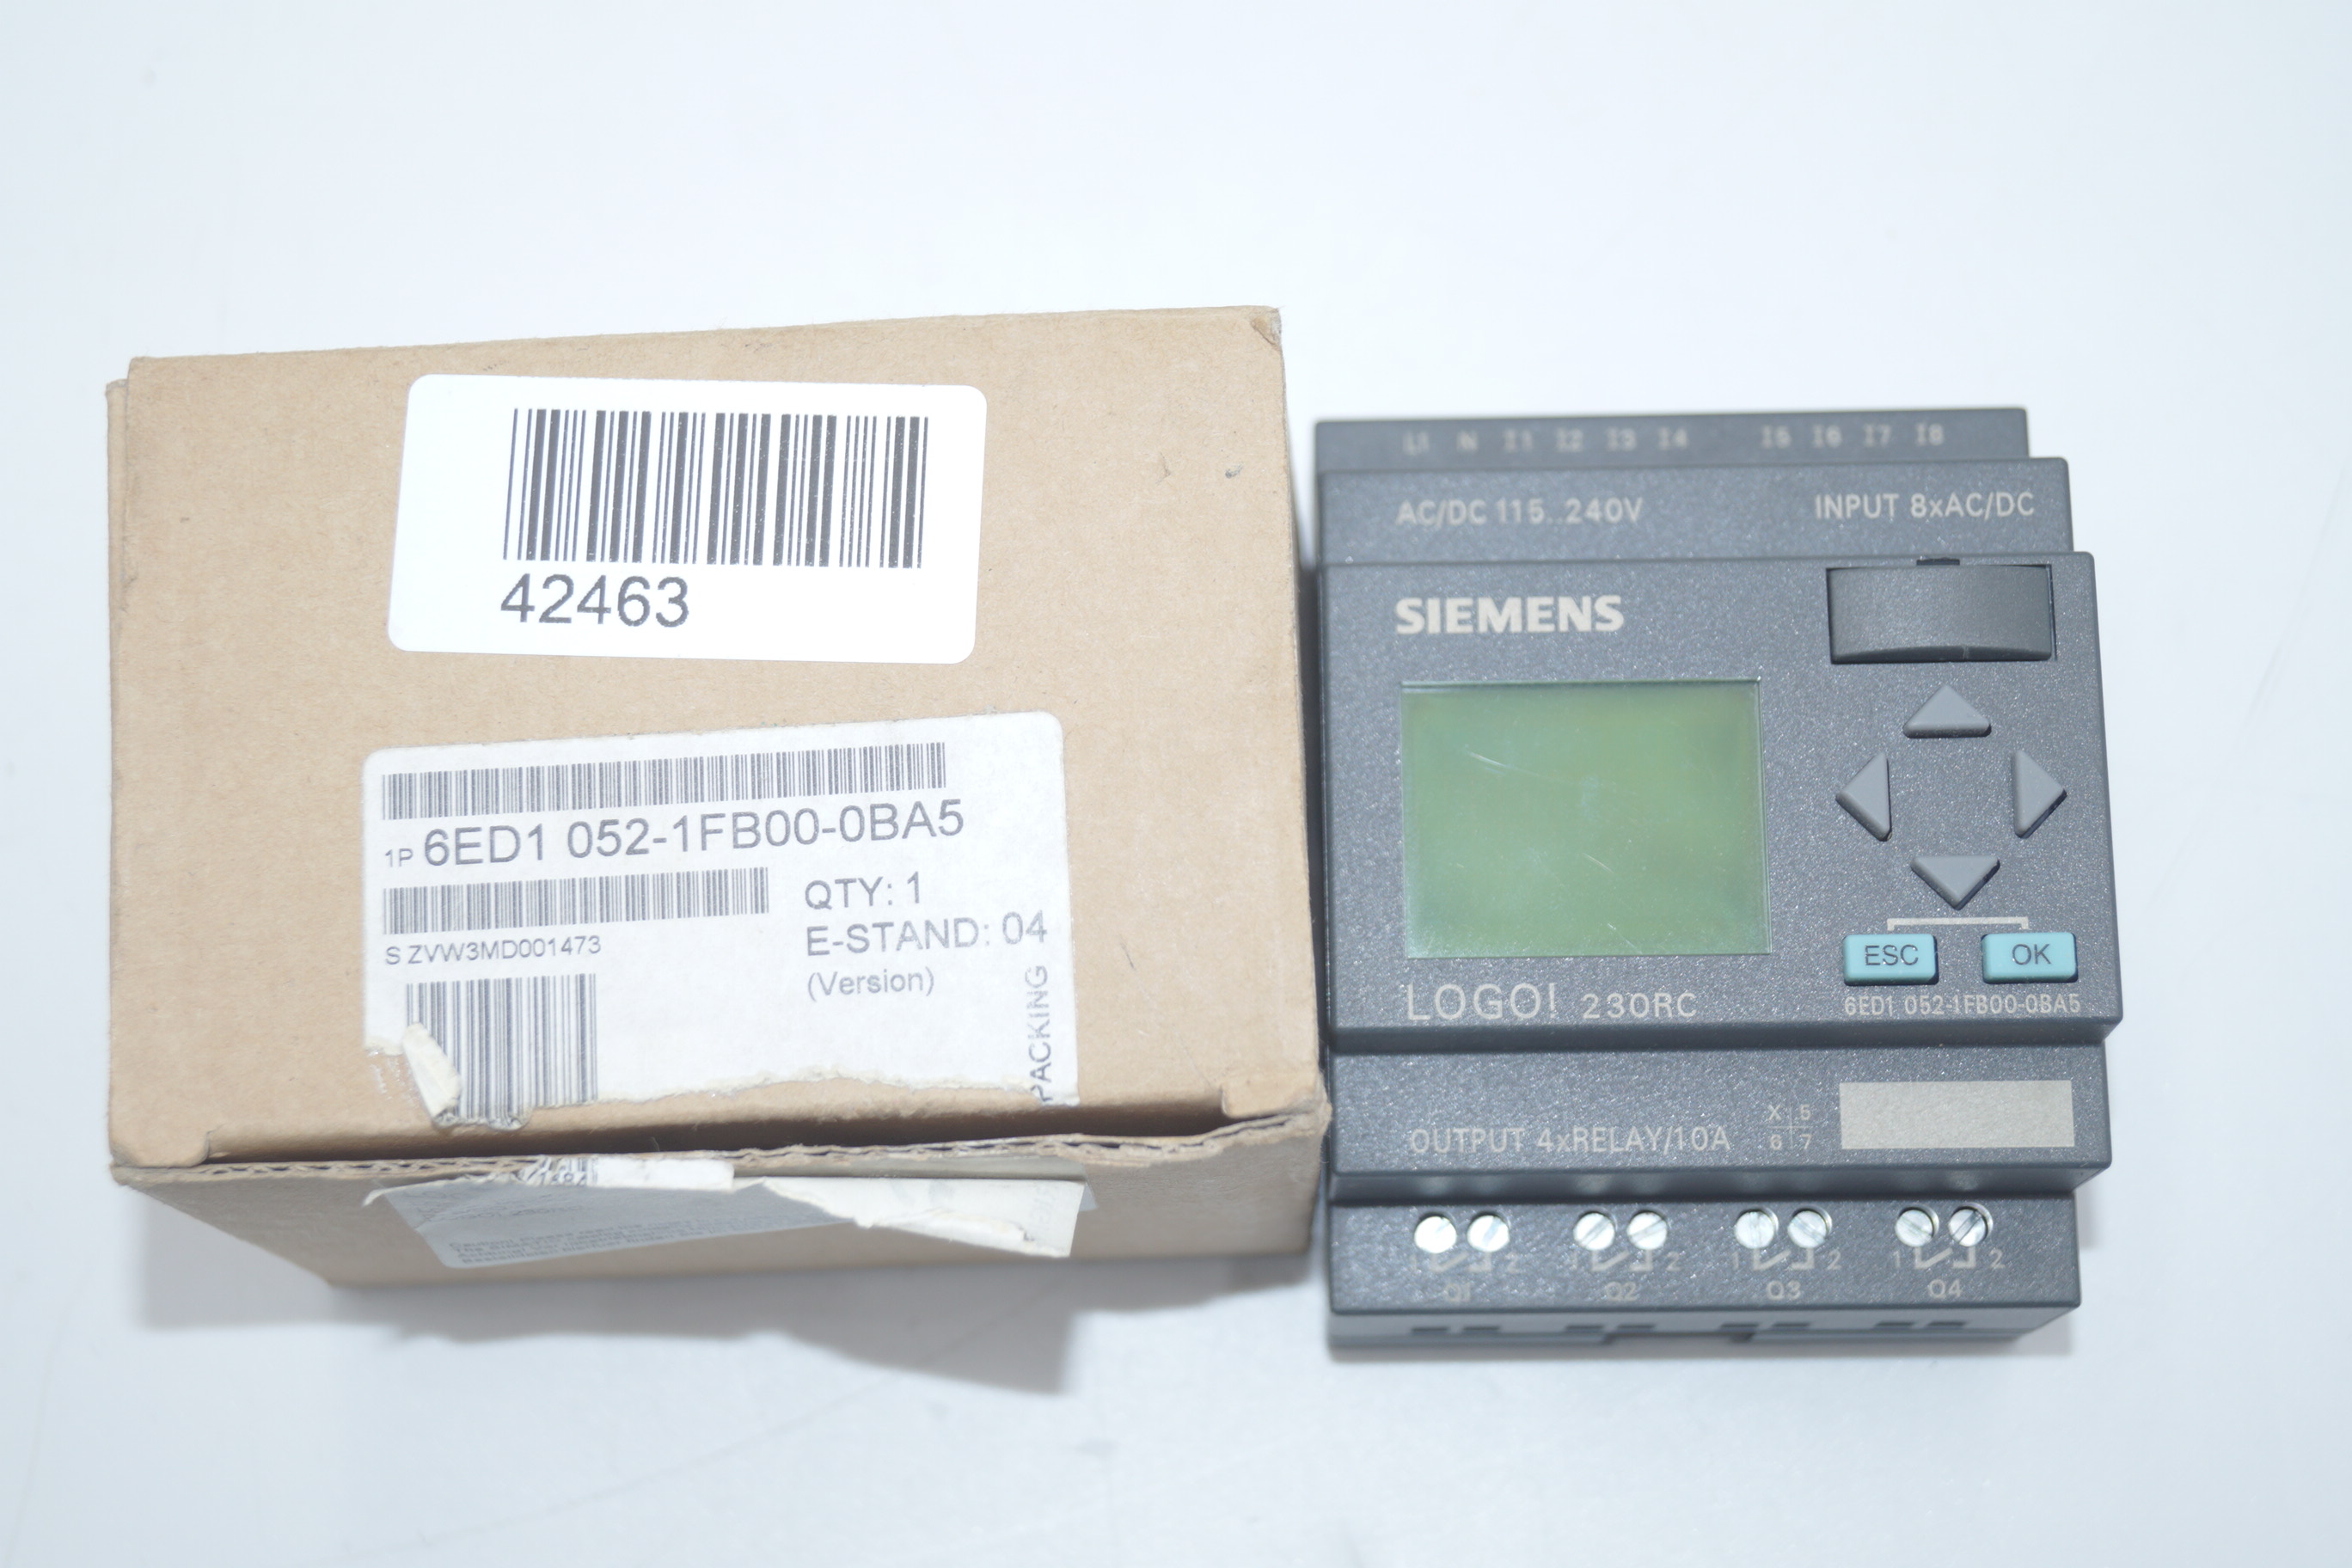 42463
1P 6ED1 052-1FB00-0BA5
QTY: 1
S ZVW3MD001473
E-STAND: 04
(Version)
PACKING
L1 N I1 I2 I3 I4 I5 I6 I7 I8
AC/DC 115..240V INPUT 8xAC/DC
SIEMENS
ESC OK
LOGO! 230RC
6ED1 052-1FB00-0BA5
OUTPUT 4xRELAY/10A
X 5
6 7
1 2 1 2 1 2 1 2
Q1 Q2 Q3 Q4